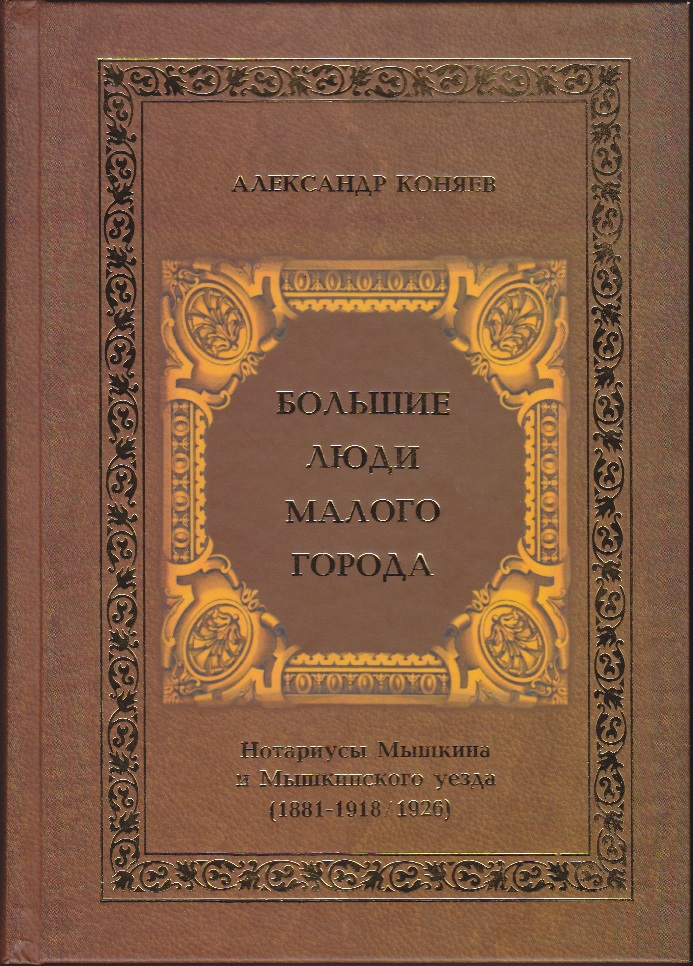 АЛЕКСАНДР КОНЯЕВ
БОЛЬШИЕ
ЛЮДИ
МАЛОГО
ГОРОДА
Нотариусы Мышкина
и Мышкинского уезда
(1881-1918/1926)